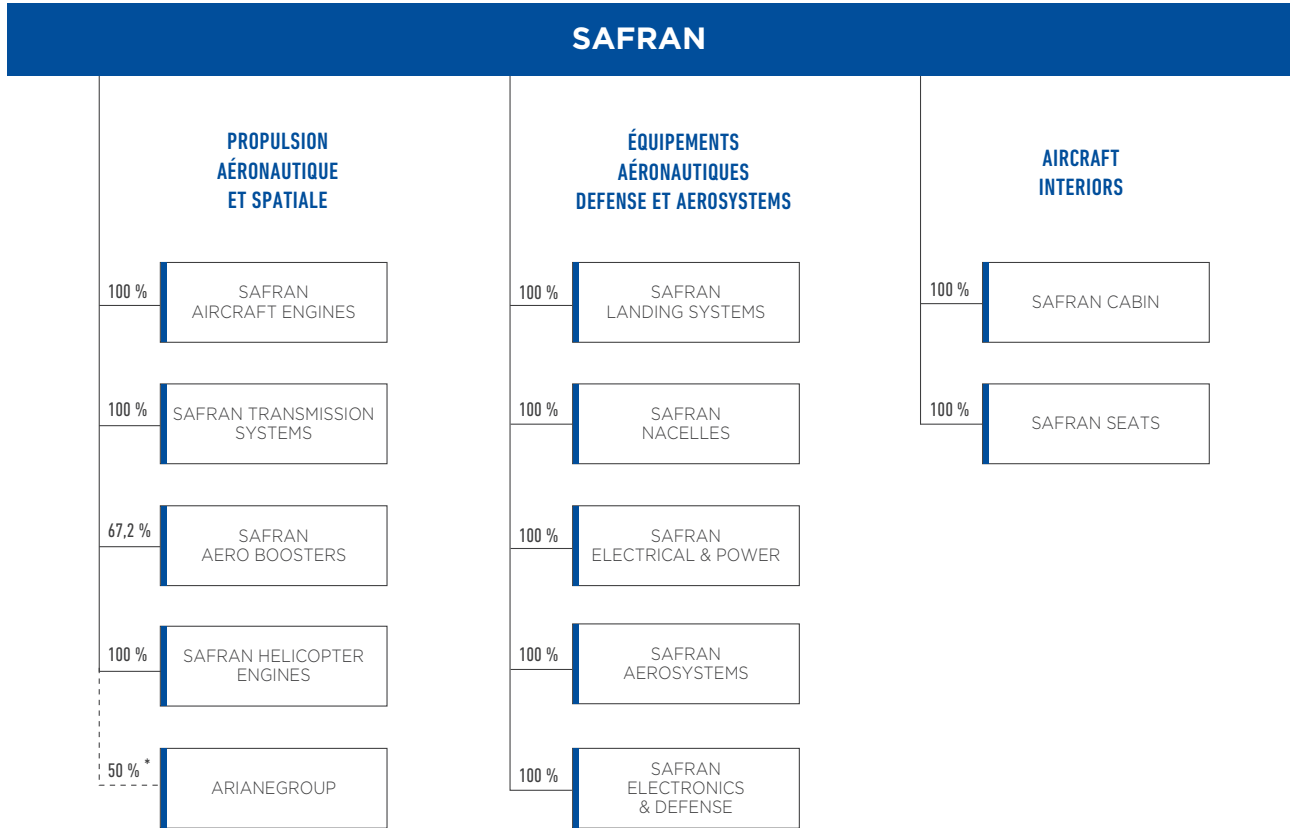 SAFRAN
PROPULSION
AÉRONAUTIQUE
ET SPATIALE
100 %
SAFRAN
AIRCRAFT ENGINES
100 %
SAFRAN TRANSMISSION
SYSTEMS
67,2 %
SAFRAN
AERO BOOSTERS
100 %
SAFRAN HELICOPTER
ENGINES
50 % *
ARIANEGROUP
ÉQUIPEMENTS
AÉRONAUTIQUES
DEFENSE ET AEROSYSTEMS
100 %
SAFRAN
LANDING SYSTEMS
100 %
SAFRAN
NACELLES
100 %
SAFRAN
ELECTRICAL & POWER
100 %
SAFRAN
AEROSYSTEMS
100 %
SAFRAN
ELECTRONICS
& DEFENSE
AIRCRAFT
INTERIORS
100 %
SAFRAN CABIN
100 %
SAFRAN SEATS